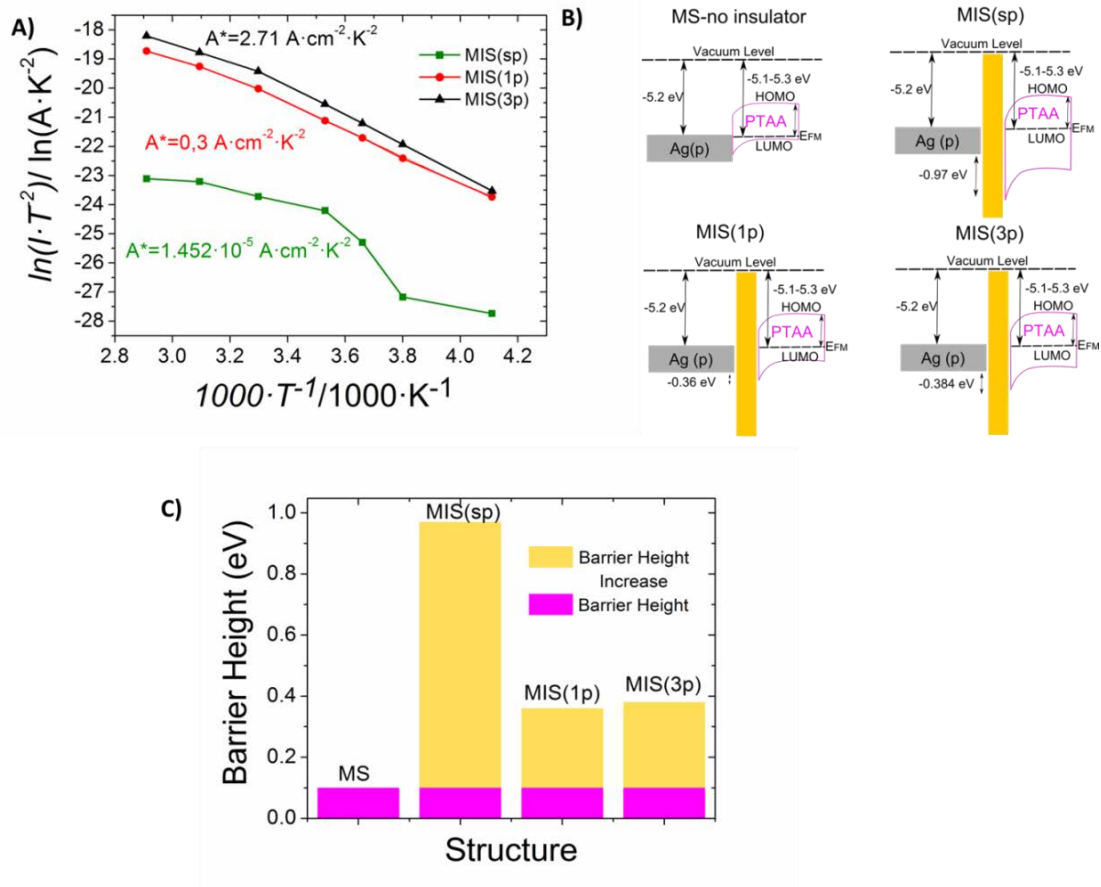 A)
-18
-19
-20
-21
-22
-23
-24
-25
-26
-27
-28
ln(I·T²)/ ln(A·K⁻²)
A*=2.71 A·cm⁻²·K⁻²
MIS(sp)
MIS(1p)
MIS(3p)
A*=0,3 A·cm⁻²·K⁻²
A*=1.452·10⁻⁵ A·cm⁻²·K⁻²
2.8 3.0 3.2 3.4 3.6 3.8 4.0 4.2
1000·T⁻¹/1000·K⁻¹
B)
MS-no insulator
Vacuum Level
-5.2 eV
-5.1-5.3 eV
HOMO
PTAA
Ag(p)
LUMO
EFM
MIS(sp)
Vacuum Level
-5.2 eV
-5.1-5.3 eV
HOMO
PTAA
Ag (p)
LUMO
EFM
-0.97 eV
MIS(1p)
Vacuum Level
-5.2 eV
-5.1-5.3 eV
HOMO
PTAA
Ag (p)
LUMO
EFM
-0.36 eV
MIS(3p)
Vacuum Level
-5.2 eV
-5.1-5.3 eV
HOMO
PTAA
Ag (p)
LUMO
EFM
-0.384 eV
C)
Barrier Height (eV)
1.0
0.8
0.6
0.4
0.2
0.0
MS
MIS(sp)
MIS(1p)
MIS(3p)
Barrier Height
Increase
Barrier Height
Structure